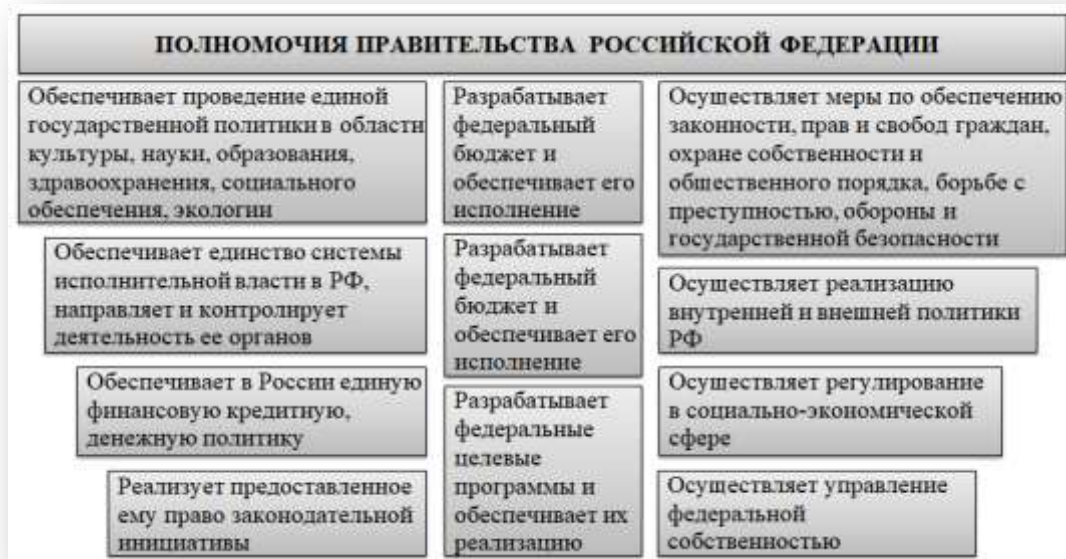 ПОЛНОМОЧИЯ ПРАВИТЕЛЬСТВА РОССИЙСКОЙ ФЕДЕРАЦИИ
Обеспечивает проведение единой
государственной политики в области
культуры, науки, образования,
здравоохранения, социального
обеспечения, экологии
Обеспечивает единство системы
исполнительной власти в РФ,
направляет и контролирует
деятельность ее органов
Обеспечивает в России единую
финансовую кредитную,
денежную политику
Реализует предоставленное
ему право законодательной
инициативы
Разрабатывает
федеральный
бюджет и
обеспечивает его
исполнение
Разрабатывает
федеральный
бюджет и
обеспечивает его
исполнение
Разрабатывает
федеральные
целевые
программы и
обеспечивает их
реализацию
Осуществляет меры по обеспечению
законности, прав и свобод граждан,
охране собственности и
общественного порядка, борьбе с
преступностью, обороны и
государственной безопасности
Осуществляет реализацию
внутренней и внешней политики
РФ
Осуществляет регулирование
в социально-экономической
сфере
Осуществляет управление
федеральной
собственностью